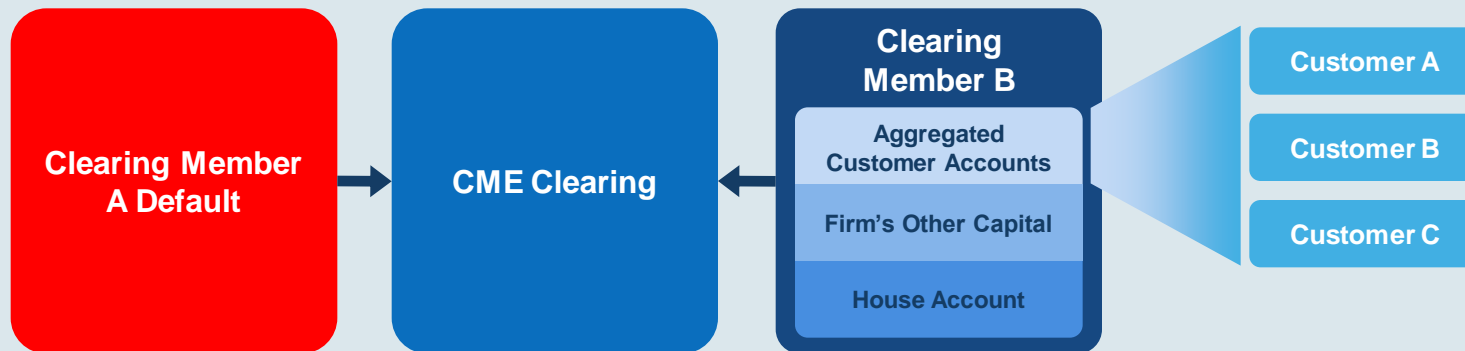 Clearing Member
A Default
CME Clearing
Clearing
Member B
Aggregated
Customer Accounts
Firm's Other Capital
House Account
Customer A
Customer B
Customer C